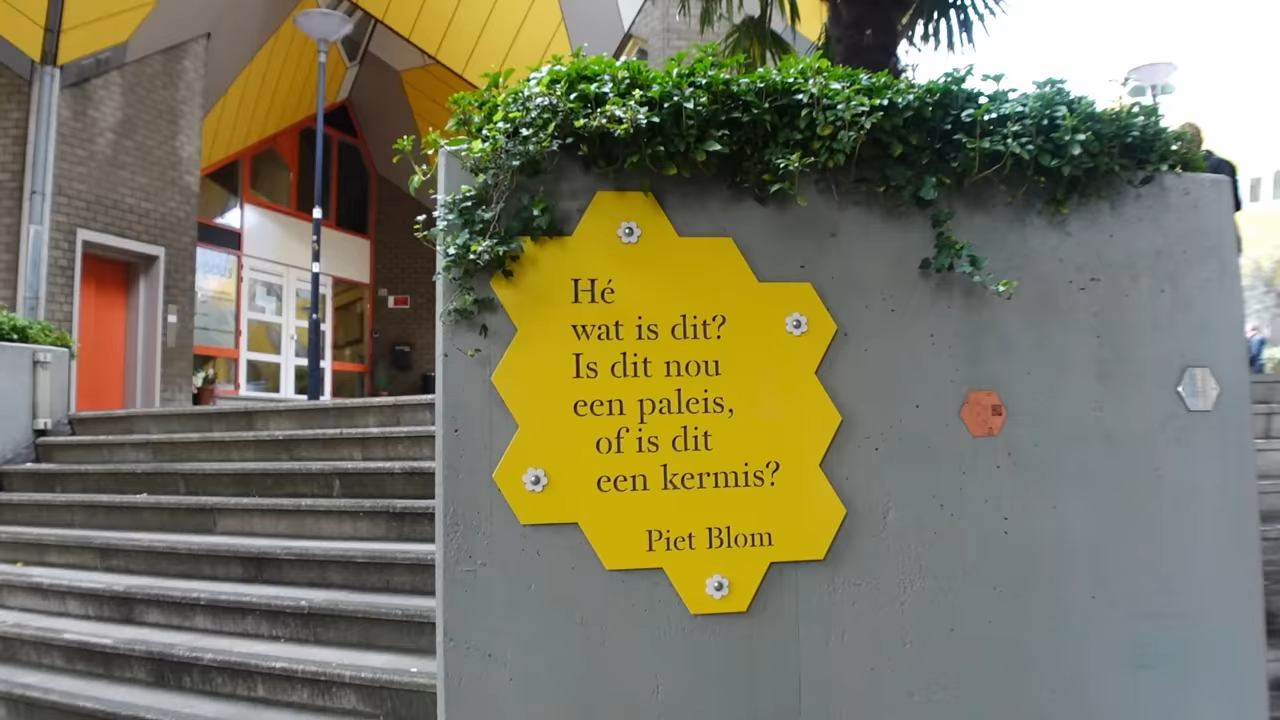 Hé
wat is dit?
Is dit nou
een paleis,
of is dit
een kermis?
Piet Blom